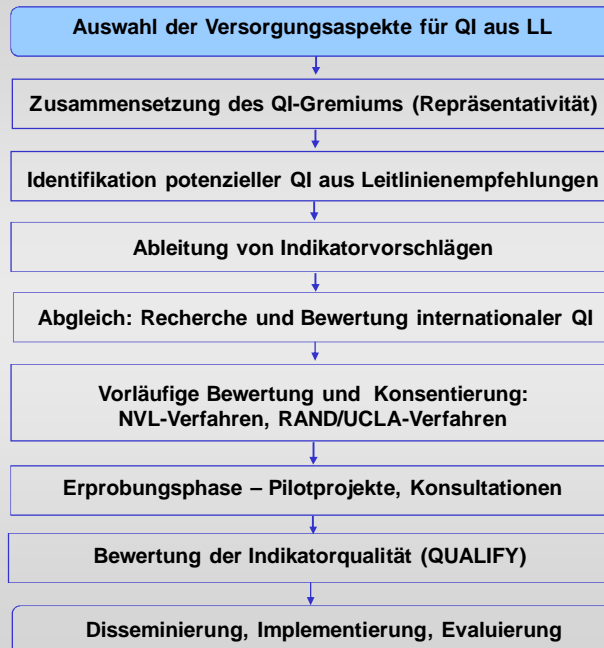 Auswahl der Versorgungsaspekte für QI aus LL
Zusammensetzung des QI-Gremiums (Repräsentativität)
Identifikation potenzieller QI aus Leitlinienempfehlungen
Ableitung von Indikatorvorschlägen
Abgleich: Recherche und Bewertung internationaler QI
Vorläufige Bewertung und Konsentierung:
NVL-Verfahren, RAND/UCLA-Verfahren
Erprobungsphase – Pilotprojekte, Konsultationen
Bewertung der Indikatorqualität (QUALIFY)
Disseminierung, Implementierung, Evaluierung